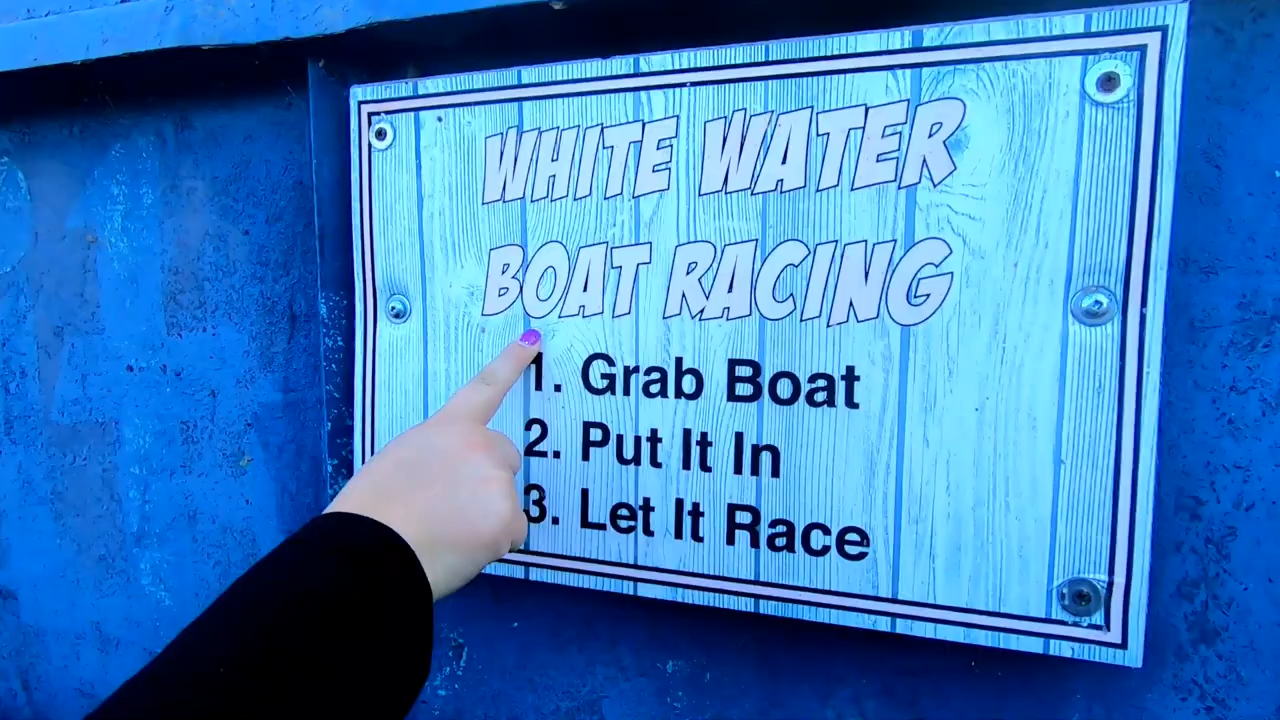 WHITE WATER
BOAT RACING
1. Grab Boat
2. Put It In
3. Let It Race